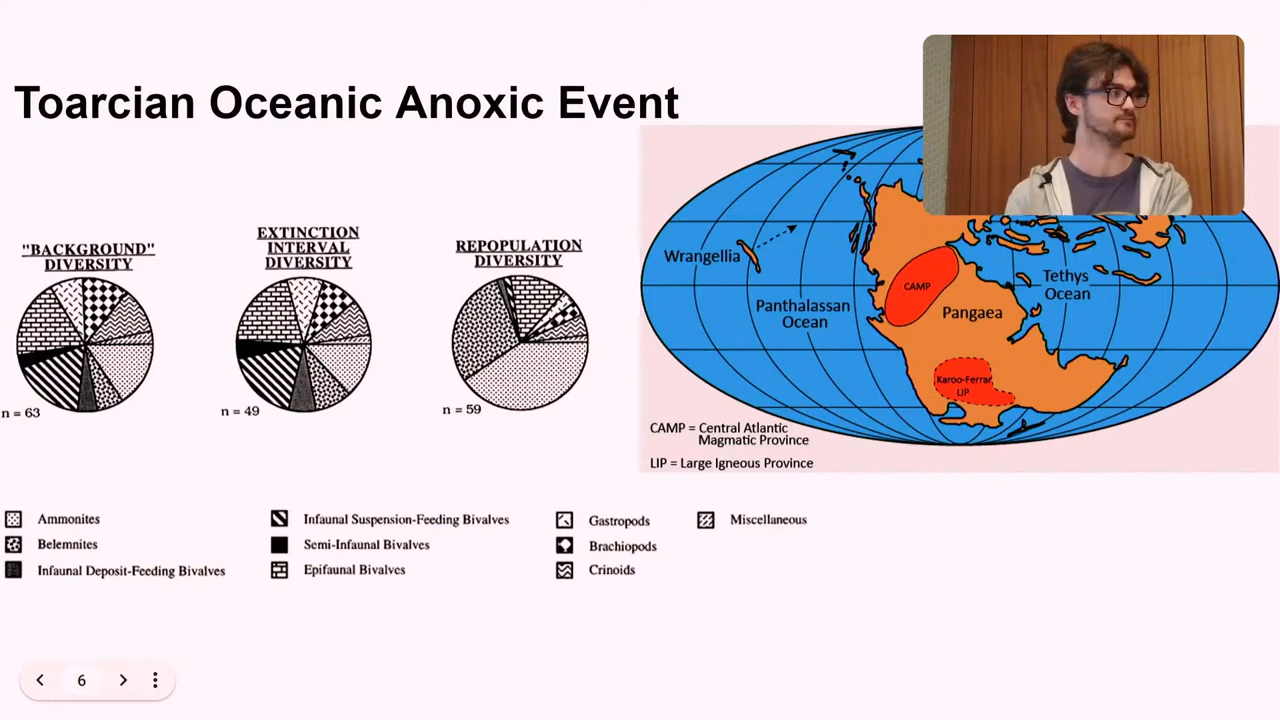 Toarcian Oceanic Anoxic Event
"BACKGROUND"
DIVERSITY
n = 63
EXTINCTION
INTERVAL
DIVERSITY
n = 49
REPOPULATION
DIVERSITY
n = 59
Wrangellia
Panthalassan
Ocean
CAMP
Pangaea
Tethys
Ocean
Karoo-Ferrar
LIP
CAMP = Central Atlantic
Magmatic Province
LIP = Large Igneous Province
Ammonites
Belemnites
Infaunal Deposit-Feeding Bivalves
Infaunal Suspension-Feeding Bivalves
Semi-Infaunal Bivalves
Epifaunal Bivalves
Gastropods
Brachiopods
Crinoids
Miscellaneous
6